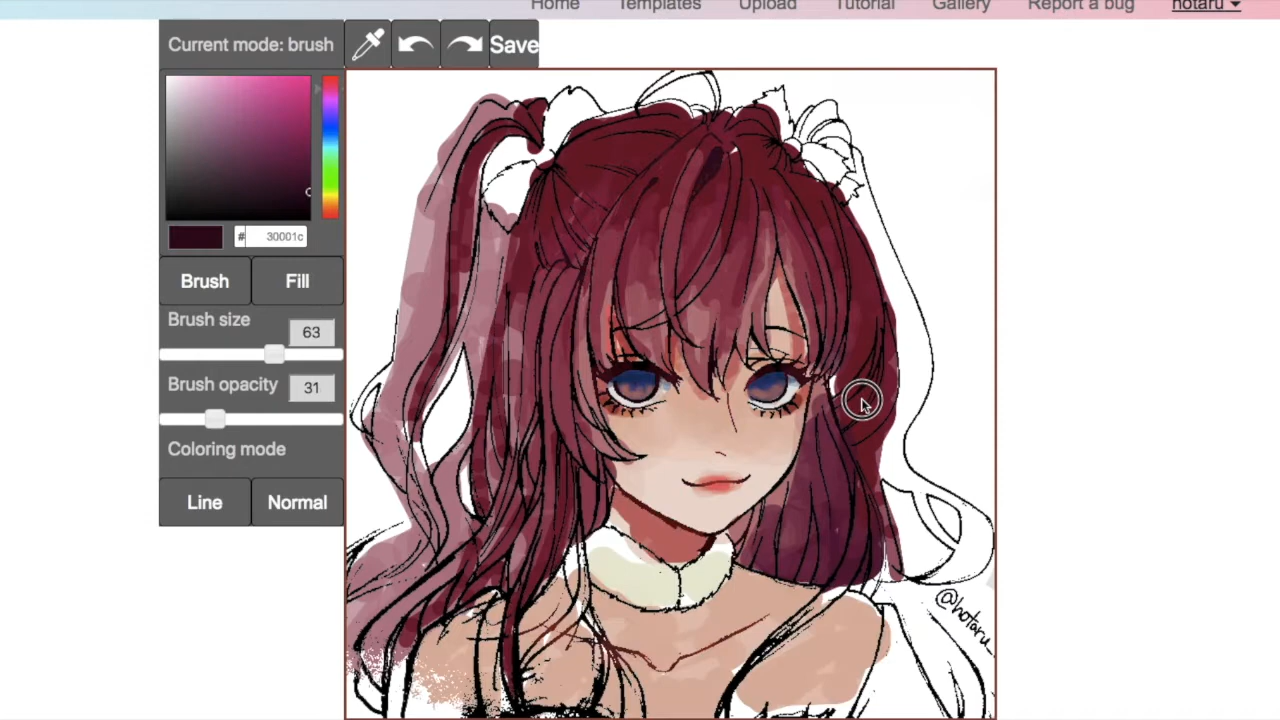 Home Templates Upload Tutorial Gallery Report a bug hotaru
Current mode: brush Save
# 30001c
Brush Fill
Brush size
63
Brush opacity 31
Coloring mode
Line Normal
@hotaru_